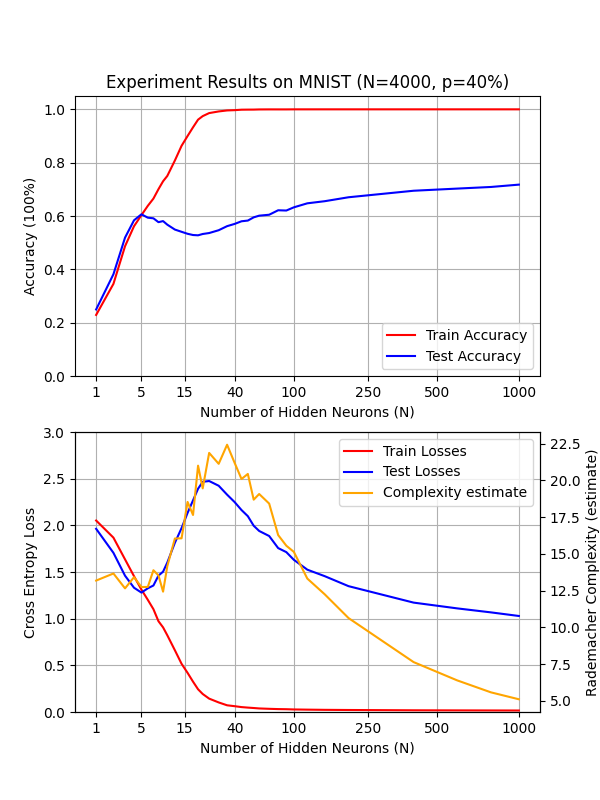 Experiment Results on MNIST (N=4000, p=40%)
Accuracy (100%)
1.0
0.8
0.6
0.4
0.2
0.0
Train Accuracy
Test Accuracy
1 5 15 40 100 250 500 1000
Number of Hidden Neurons (N)
Cross Entropy Loss
3.0
2.5
2.0
1.5
1.0
0.5
0.0
Train Losses
Test Losses
Complexity estimate
22.5
20.0
17.5
15.0
12.5
10.0
7.5
5.0
Rademacher Complexity (estimate)
1 5 15 40 100 250 500 1000
Number of Hidden Neurons (N)